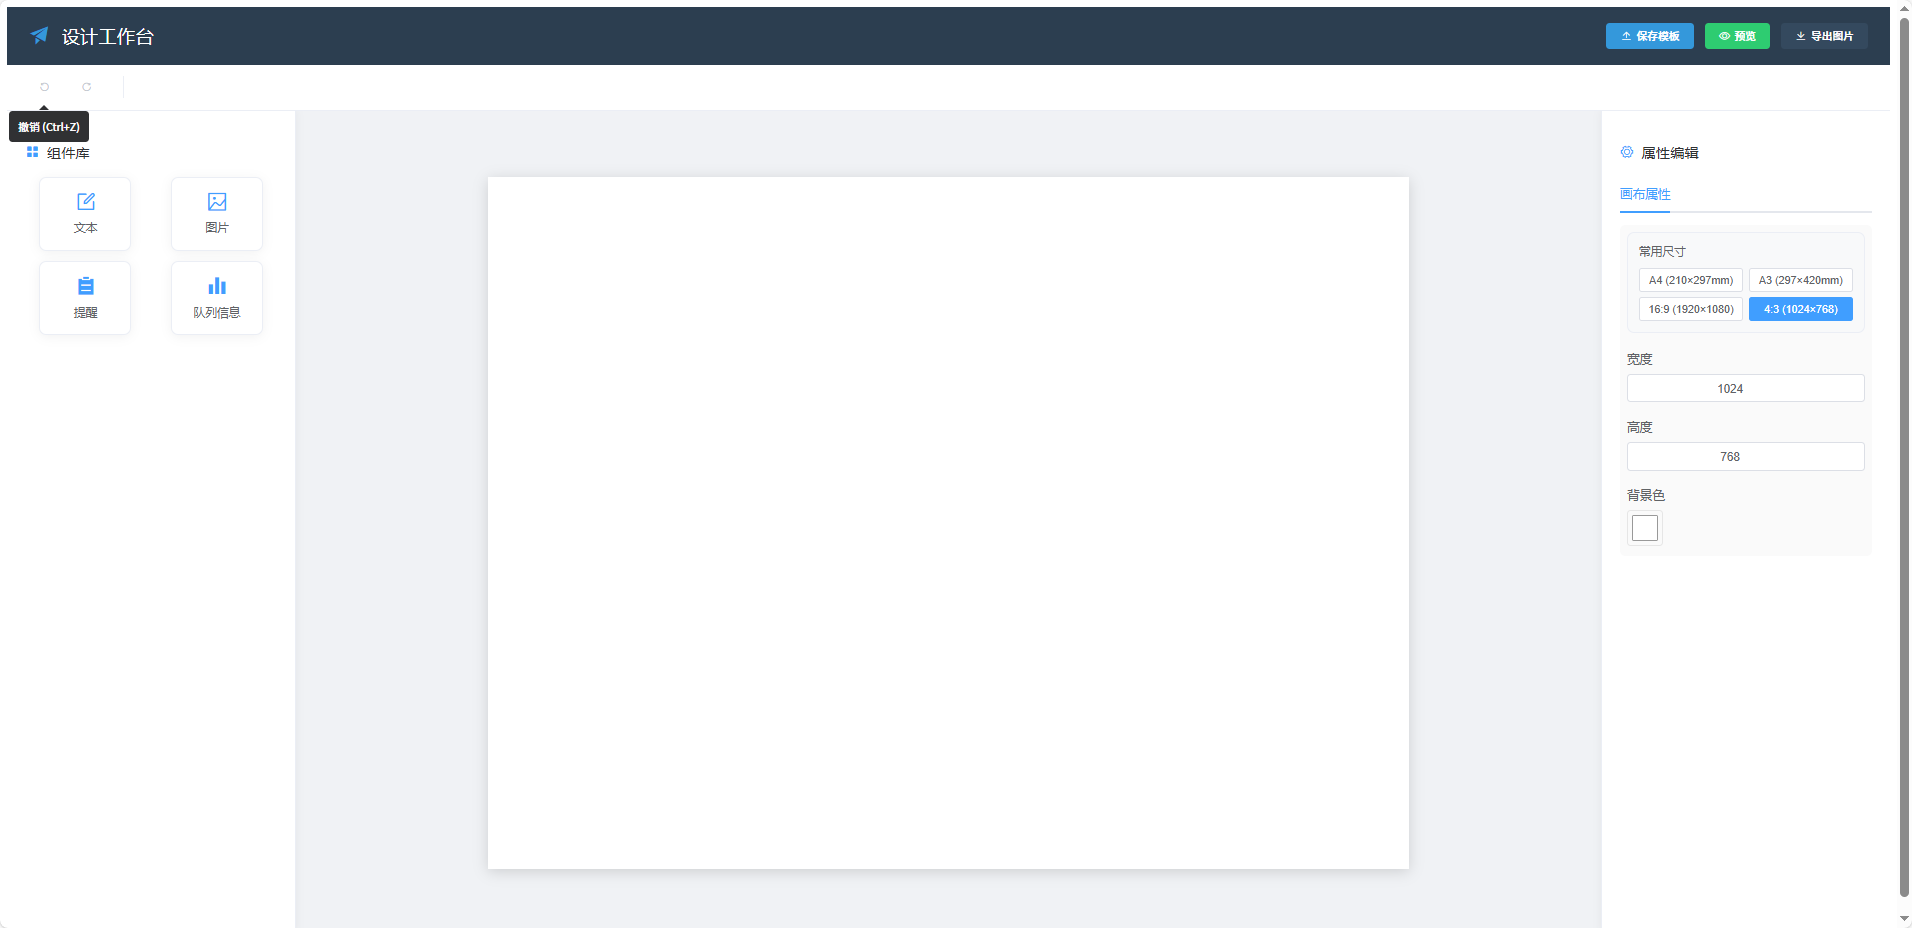 设计工作台
保存模板
预览
导出图片
撤销 (Ctrl+Z)
组件库
文本
图片
提醒
队列信息
属性编辑
画布属性
常用尺寸
A4 (210×297mm)
A3 (297×420mm)
16:9 (1920×1080)
4:3 (1024×768)
宽度
1024
高度
768
背景色